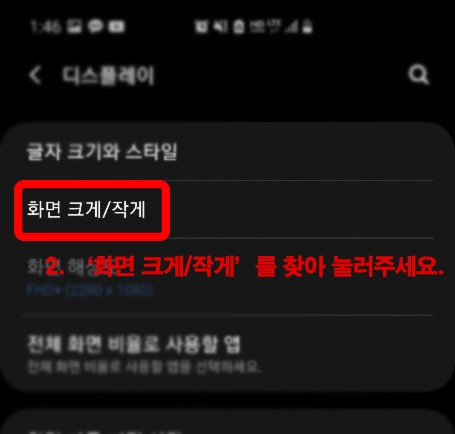 1:46
디스플레이
글자 크기와 스타일
화면 크게/작게
2. ‘화면 크게/작게’를 찾아 눌러주세요.
화면 해상도
FHD+ (2280 x 1080)
전체 화면 비율로 사용할 앱
전체 화면 비율로 사용할 앱을 선택하세요.